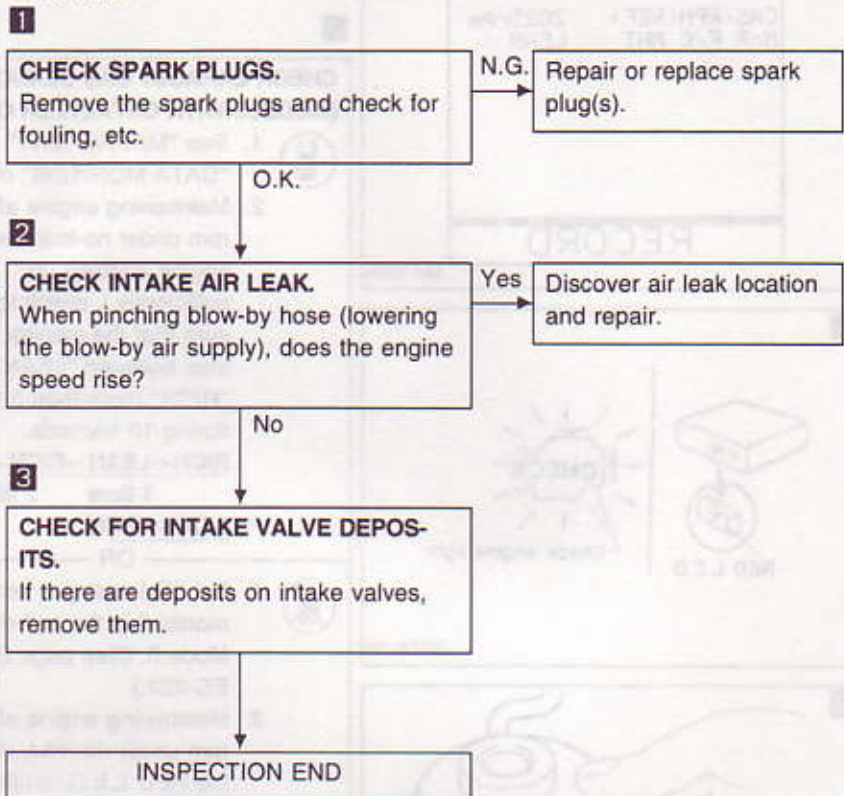 1
CHECK SPARK PLUGS.
Remove the spark plugs and check for
fouling, etc.
N.G.
Repair or replace spark
plug(s).
O.K.
2
CHECK INTAKE AIR LEAK.
When pinching blow-by hose (lowering
the blow-by air supply), does the engine
speed rise?
Yes
Discover air leak location
and repair.
No
3
CHECK FOR INTAKE VALVE DEPOS-
ITS.
If there are deposits on intake valves,
remove them.
INSPECTION END